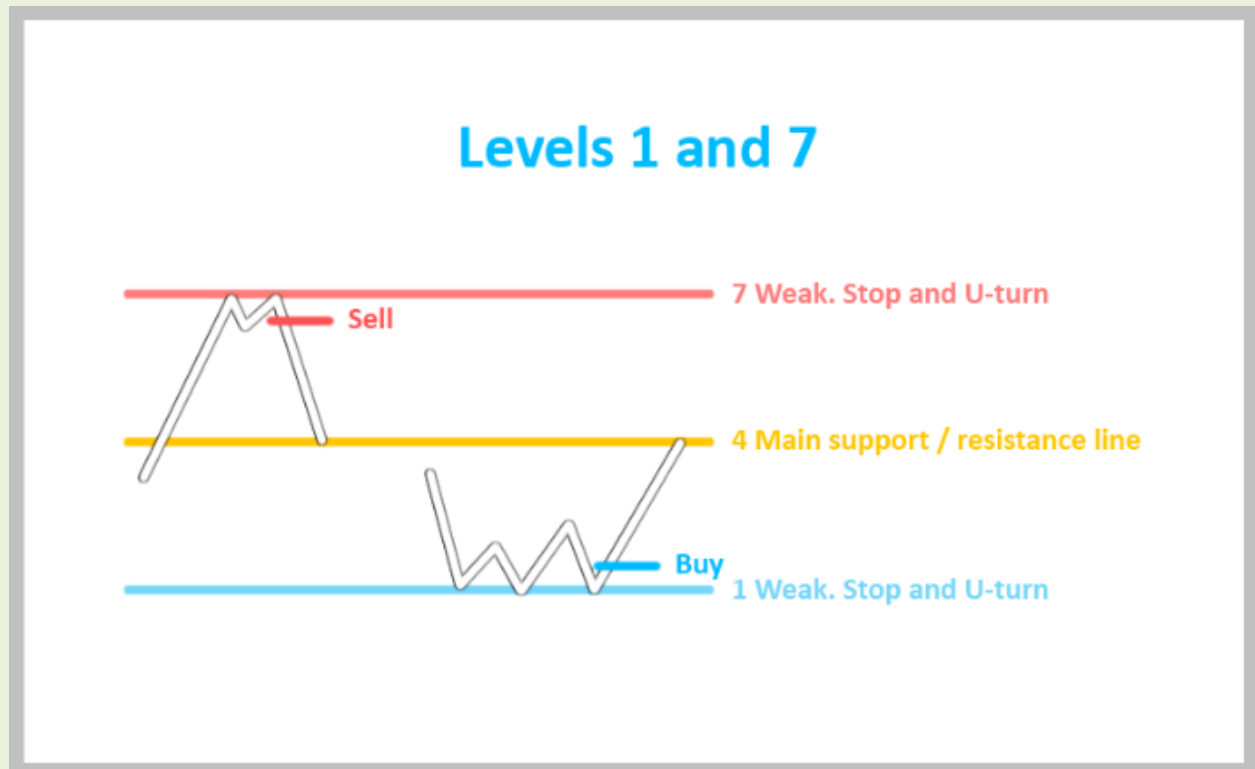 Levels 1 and 7
7 Weak. Stop and U-turn
Sell
4 Main support / resistance line
Buy
1 Weak. Stop and U-turn